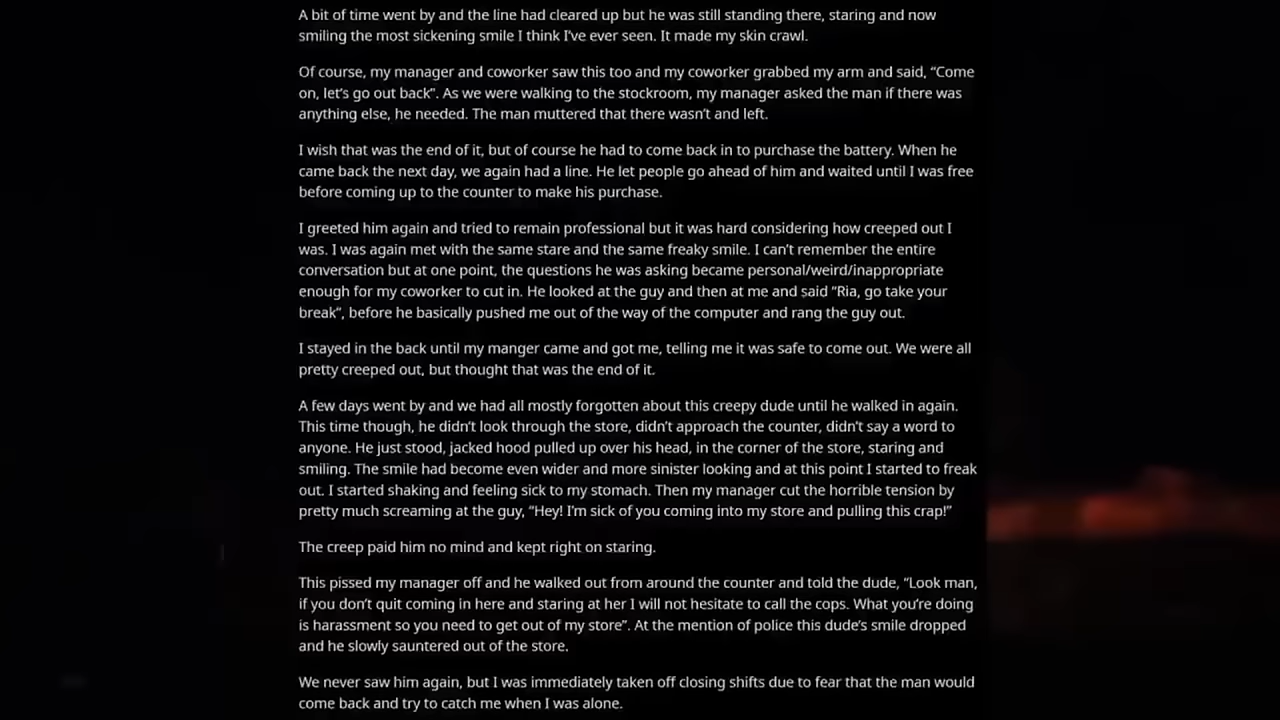 A bit of time went by and the line had cleared up but he was still standing there, staring and now
smiling the most sickening smile I think I’ve ever seen. It made my skin crawl.
Of course, my manager and coworker saw this too and my coworker grabbed my arm and said, “Come
on, let’s go out back”. As we were walking to the stockroom, my manager asked the man if there was
anything else, he needed. The man muttered that there wasn’t and left.
I wish that was the end of it, but of course he had to come back in to purchase the battery. When he
came back the next day, we again had a line. He let people go ahead of him and waited until I was free
before coming up to the counter to make his purchase.
I greeted him again and tried to remain professional but it was hard considering how creeped out I
was. I was again met with the same stare and the same freaky smile. I can’t remember the entire
conversation but at one point, the questions he was asking became personal/weird/inappropriate
enough for my coworker to cut in. He looked at the guy and then at me and said “Ria, go take your
break”, before he basically pushed me out of the way of the computer and rang the guy out.
I stayed in the back until my manger came and got me, telling me it was safe to come out. We were all
pretty creeped out, but thought that was the end of it.
A few days went by and we had all mostly forgotten about this creepy dude until he walked in again.
This time though, he didn’t look through the store, didn’t approach the counter, didn’t say a word to
anyone. He just stood, jacked hood pulled up over his head, in the corner of the store, staring and
smiling. The smile had become even wider and more sinister looking and at this point I started to freak
out. I started shaking and feeling sick to my stomach. Then my manager cut the horrible tension by
pretty much screaming at the guy, “Hey! I’m sick of you coming into my store and pulling this crap!”
The creep paid him no mind and kept right on staring.
This pissed my manager off and he walked out from around the counter and told the dude, “Look man,
if you don’t quit coming in here and staring at her I will not hesitate to call the cops. What you’re doing
is harassment so you need to get out of my store”. At the mention of police this dude’s smile dropped
and he slowly sauntered out of the store.
We never saw him again, but I was immediately taken off closing shifts due to fear that the man would
come back and try to catch me when I was alone.